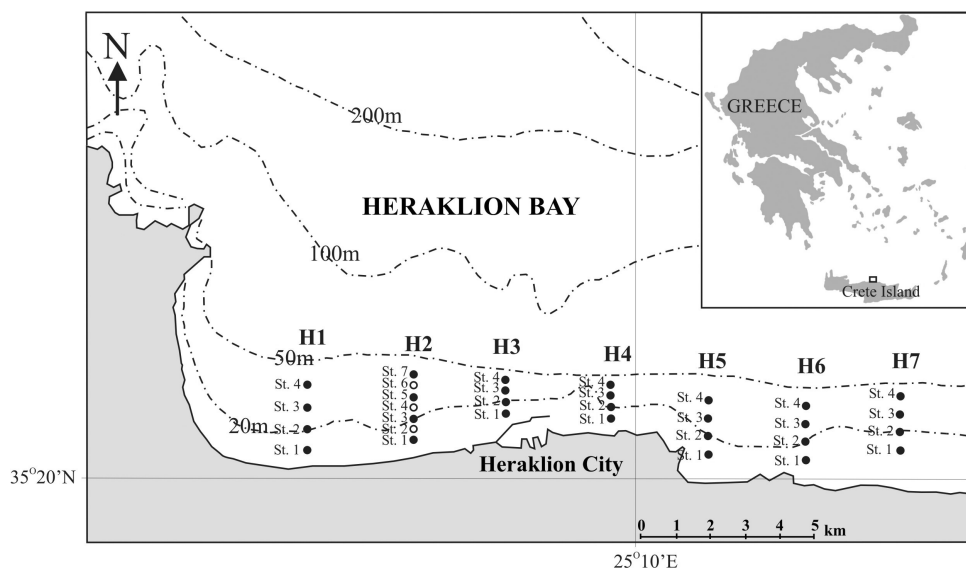 N
200m
GREECE
HERAKLION BAY
100m
Crete Island
50m
H1
H2
H3
H4
H5
H6
H7
St. 4
St. 3
St. 2
St. 1
St. 7
St. 6
St. 5
St. 4
St. 3
St. 2
St. 1
St. 4
St. 3
St. 2
St. 1
St. 4
St. 3
St. 2
St. 1
St. 4
St. 3
St. 2
St. 1
St. 4
St. 3
St. 2
St. 1
St. 4
St. 3
St. 2
St. 1
20m
Heraklion City
35°20'N
0 1 2 3 4 5 km
25°10'E